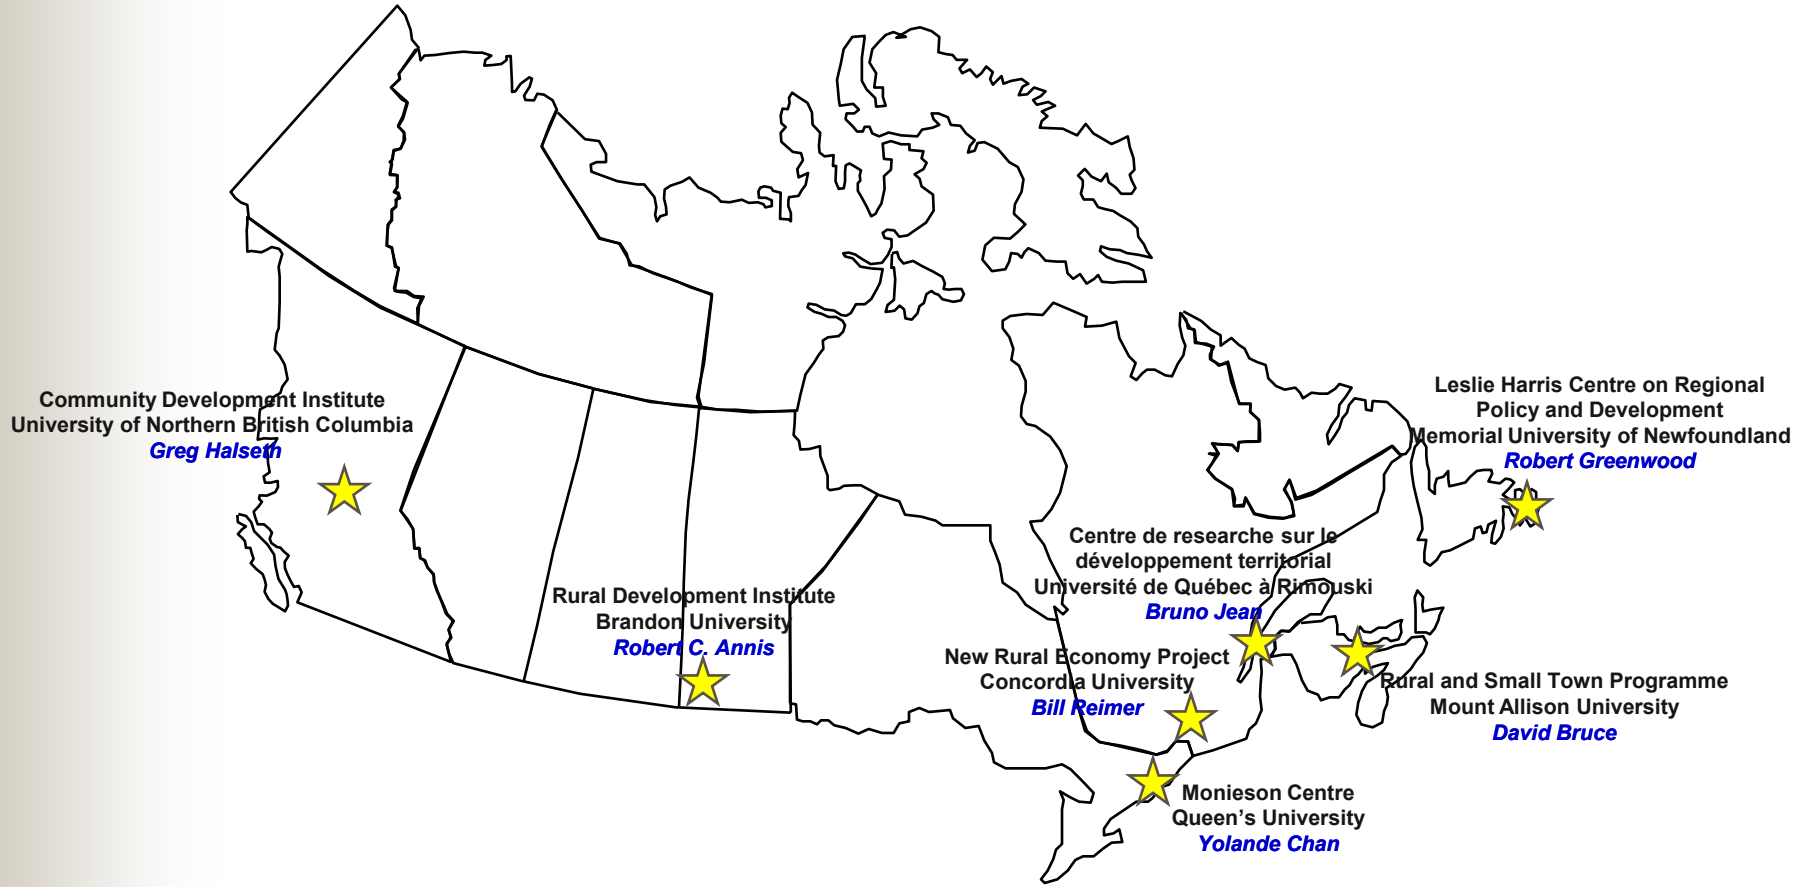 Community Development Institute
University of Northern British Columbia
Greg Halseth
Rural Development Institute
Brandon University
Robert C. Annis
Leslie Harris Centre on Regional
Policy and Development
Memorial University of Newfoundland
Robert Greenwood
Centre de researche sur le
développement territorial
Université de Québec à Rimouski
Bruno Jean
New Rural Economy Project
Concordia University
Bill Reimer
Rural and Small Town Programme
Mount Allison University
David Bruce
Monieson Centre
Queen’s University
Yolande Chan